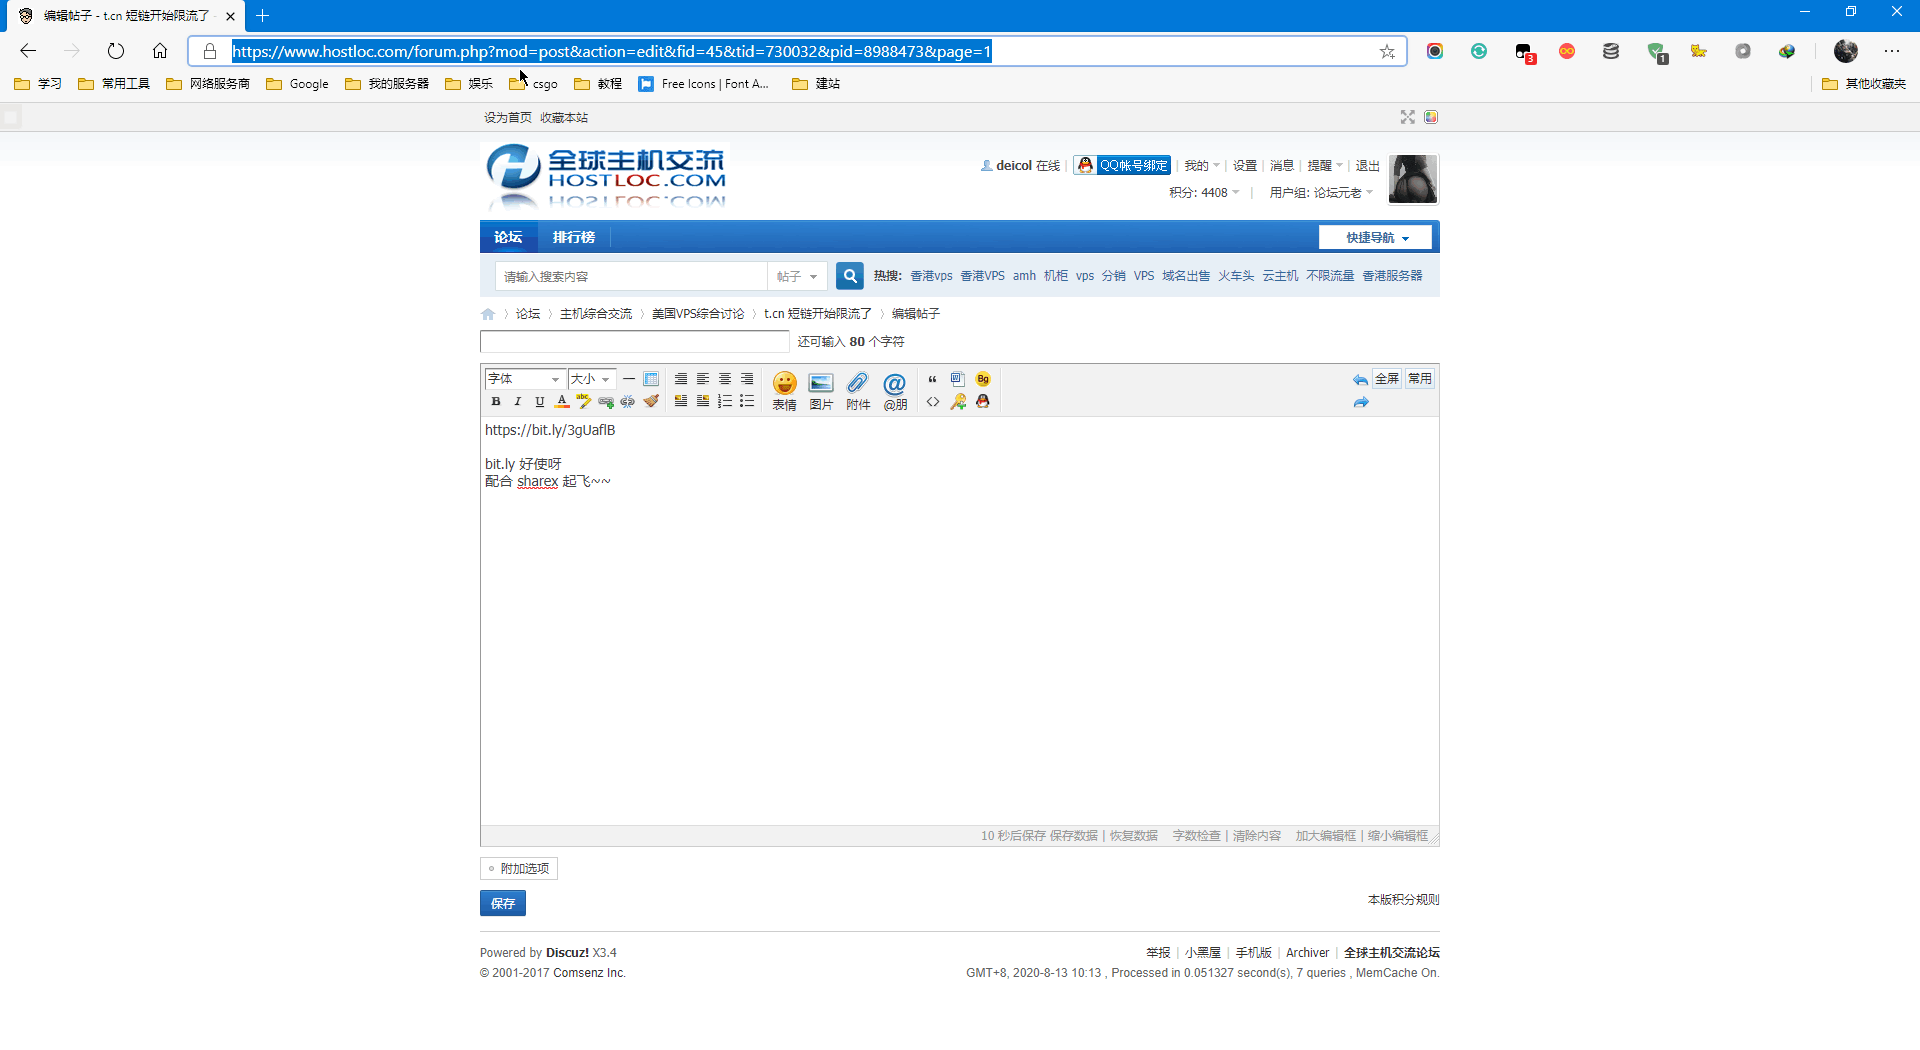 编辑帖子 - t.cn 短链开始限流了 -
https://www.hostloc.com/forum.php?mod=post&action=edit&fid=45&tid=730032&pid=8988473&page=1
3
1
学习 常用工具 网络服务商 Google 我的服务器 娱乐 csgo 教程 Free Icons | Font A... 建站 其他收藏夹
设为首页 收藏本站
全球主机交流
HOSTLOC.COM
deicol 在线 | QQ帐号绑定 | 我的 | 设置 | 消息 | 提醒 | 退出
积分: 4408 | 用户组: 论坛元老
论坛 排行榜 快捷导航
请输入搜索内容 帖子 热搜: 香港vps 香港VPS amh 机柜 vps 分销 VPS 域名出售 火车头 云主机 不限流量 香港服务器
论坛 › 主机综合交流 › 美国VPS综合讨论 › t.cn 短链开始限流了 › 编辑帖子
还可输入 80 个字符
字体 大小 全屏 常用
B I U A abc 表情 图片 附件 @朋 Bg
https://bit.ly/3gUaflB
bit.ly 好使呀
配合 sharex 起飞~~
10 秒后保存 保存数据 | 恢复数据 字数检查 | 清除内容 加大编辑框 | 缩小编辑框
附加选项
保存 本版积分规则
Powered by Discuz! X3.4 举报 | 小黑屋 | 手机版 | Archiver | 全球主机交流论坛
© 2001-2017 Comsenz Inc. GMT+8, 2020-8-13 10:13 , Processed in 0.051327 second(s), 7 queries , MemCache On.